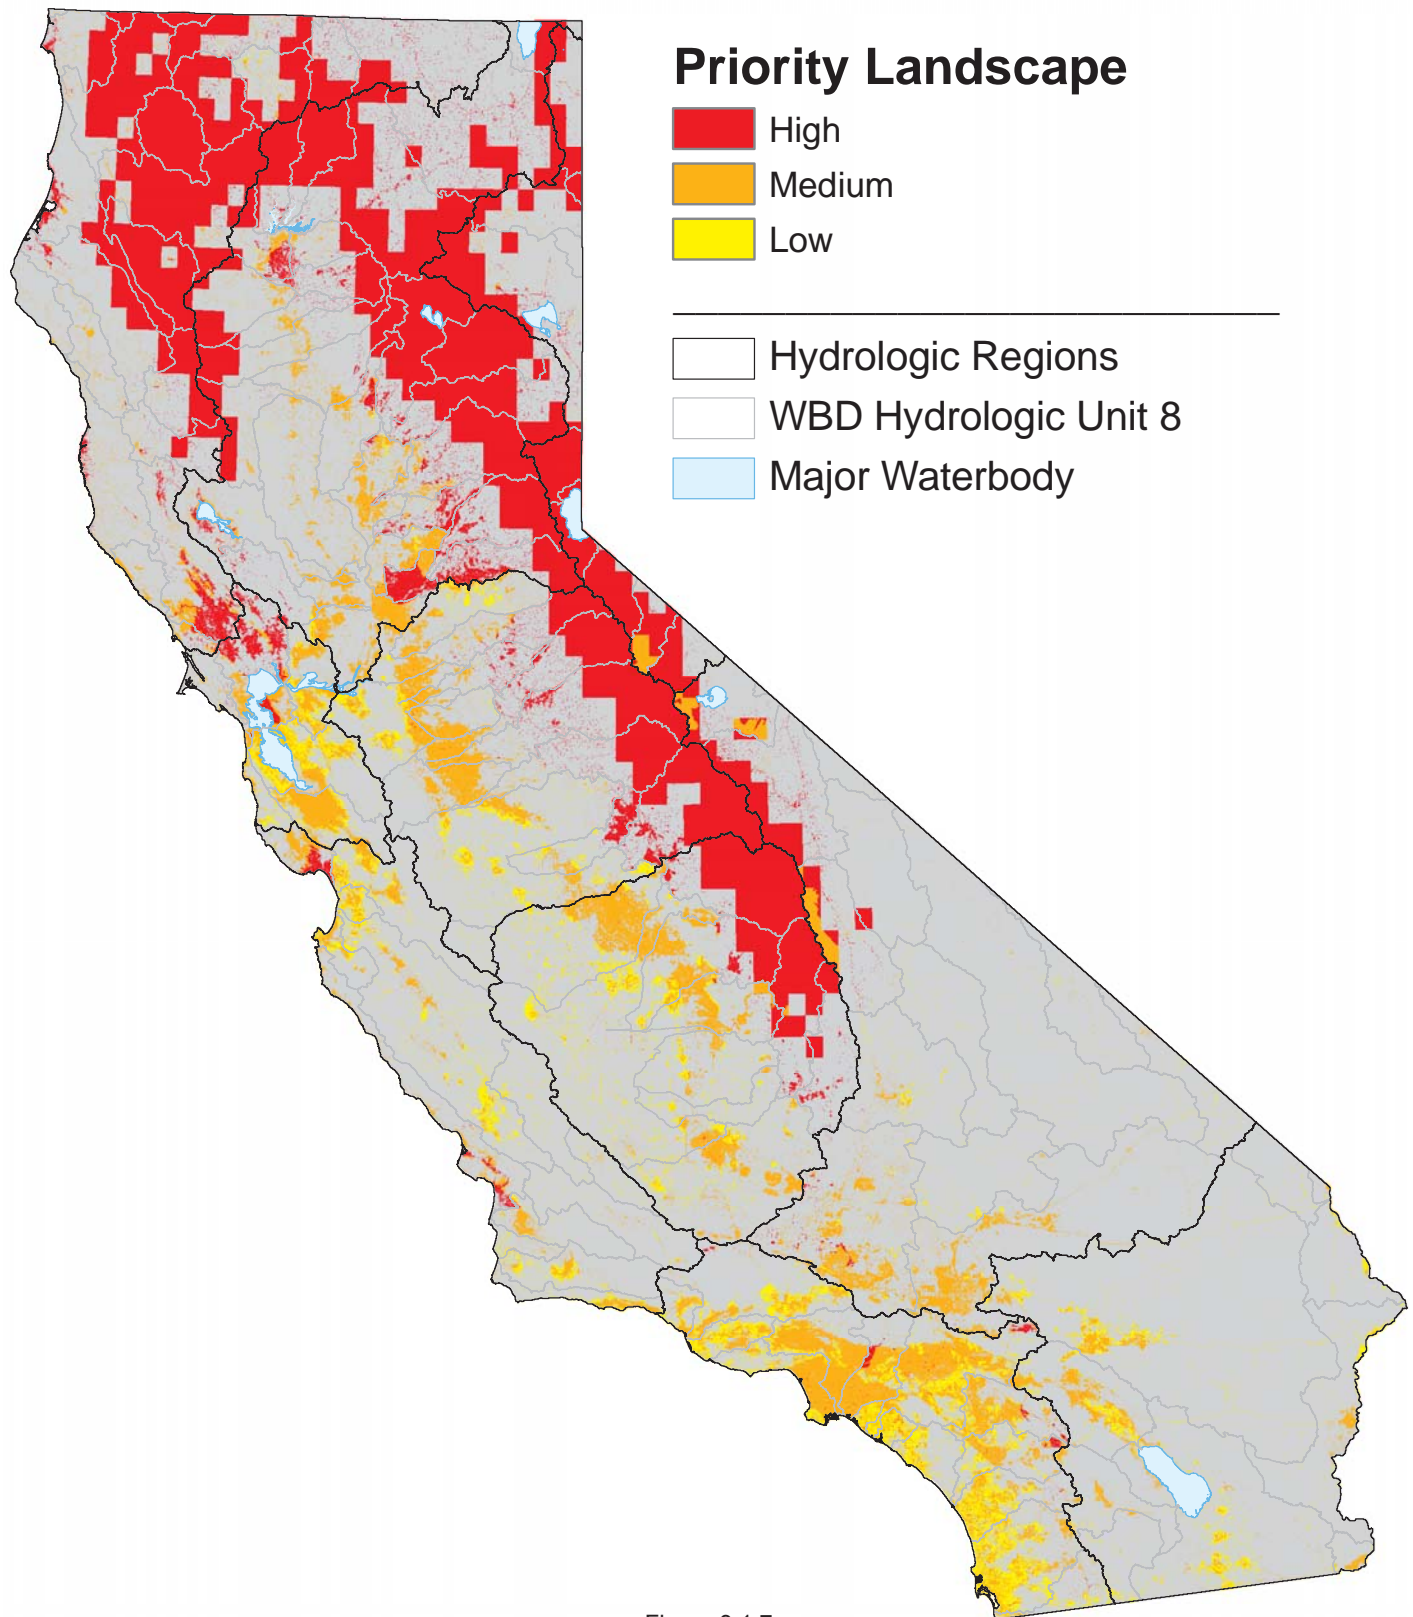 Priority Landscape
High
Medium
Low
Hydrologic Regions
WBD Hydrologic Unit 8
Major Waterbody